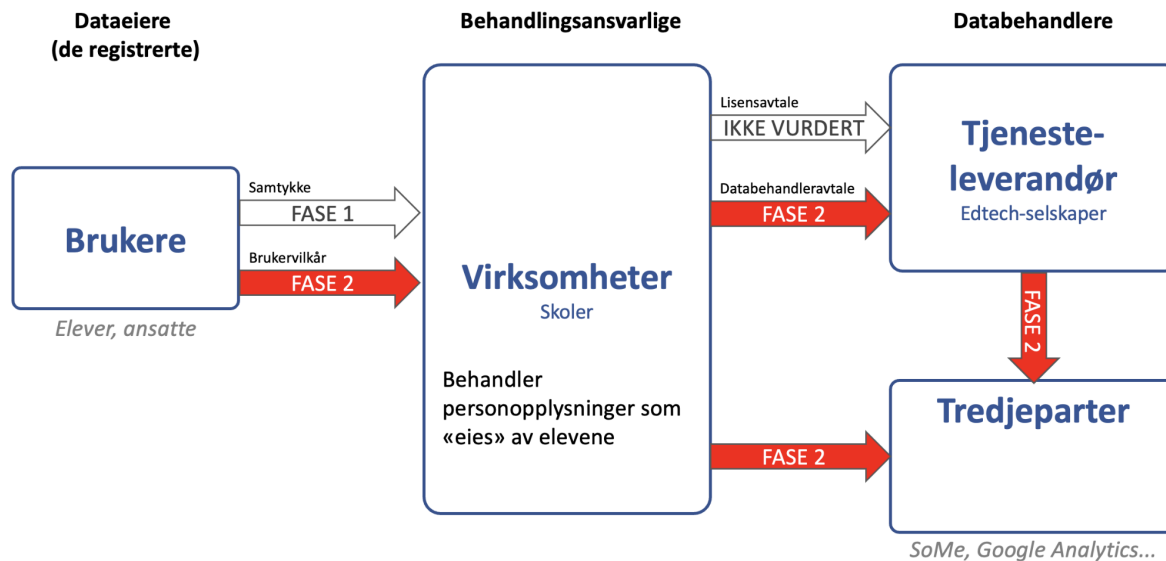 Dataeiere
(de registrerte)
Behandlingsansvarlige
Databehandlere
Brukere
Elever, ansatte
Samtykke
FASE 1
Brukervilkår
FASE 2
Virksomheter
Skoler
Behandler
personopplysninger som
«eies» av elevene
Lisensavtale
IKKE VURDERT
Databehandleravtale
FASE 2
Tjeneste-
leverandør
Edtech-selskaper
FASE 2
FASE 2
Tredjeparter
SoMe, Google Analytics...